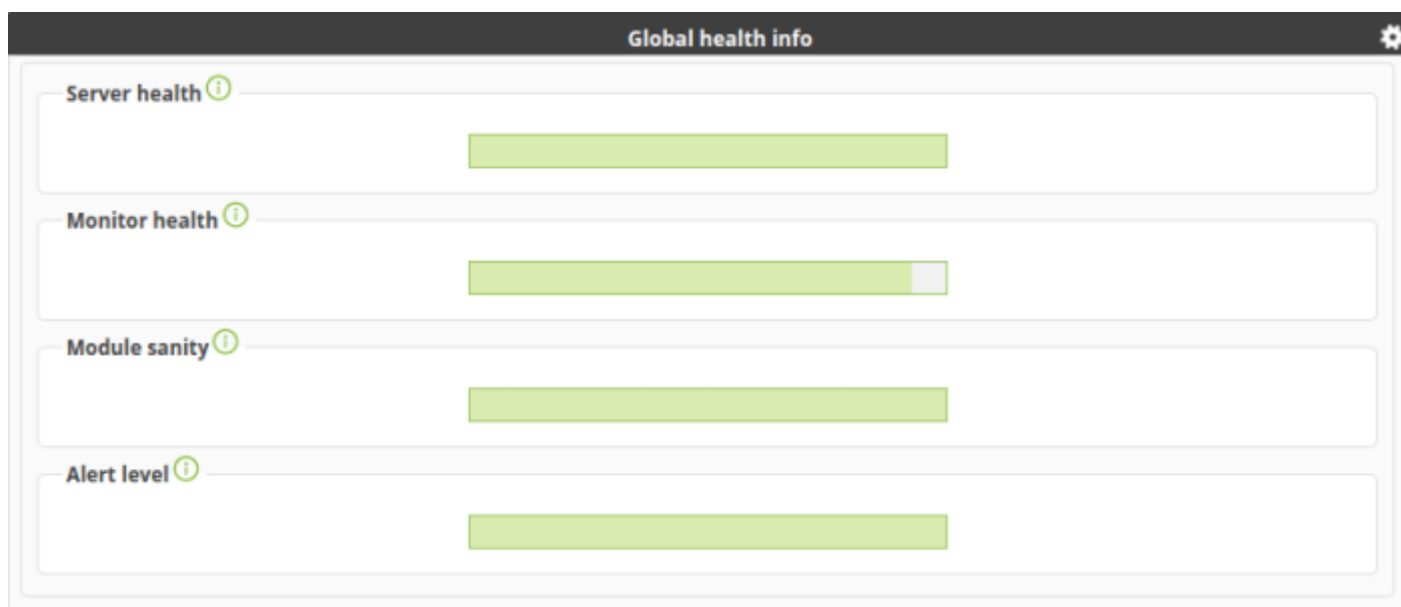 Global health info
Server health
Monitor health
Module sanity
Alert level